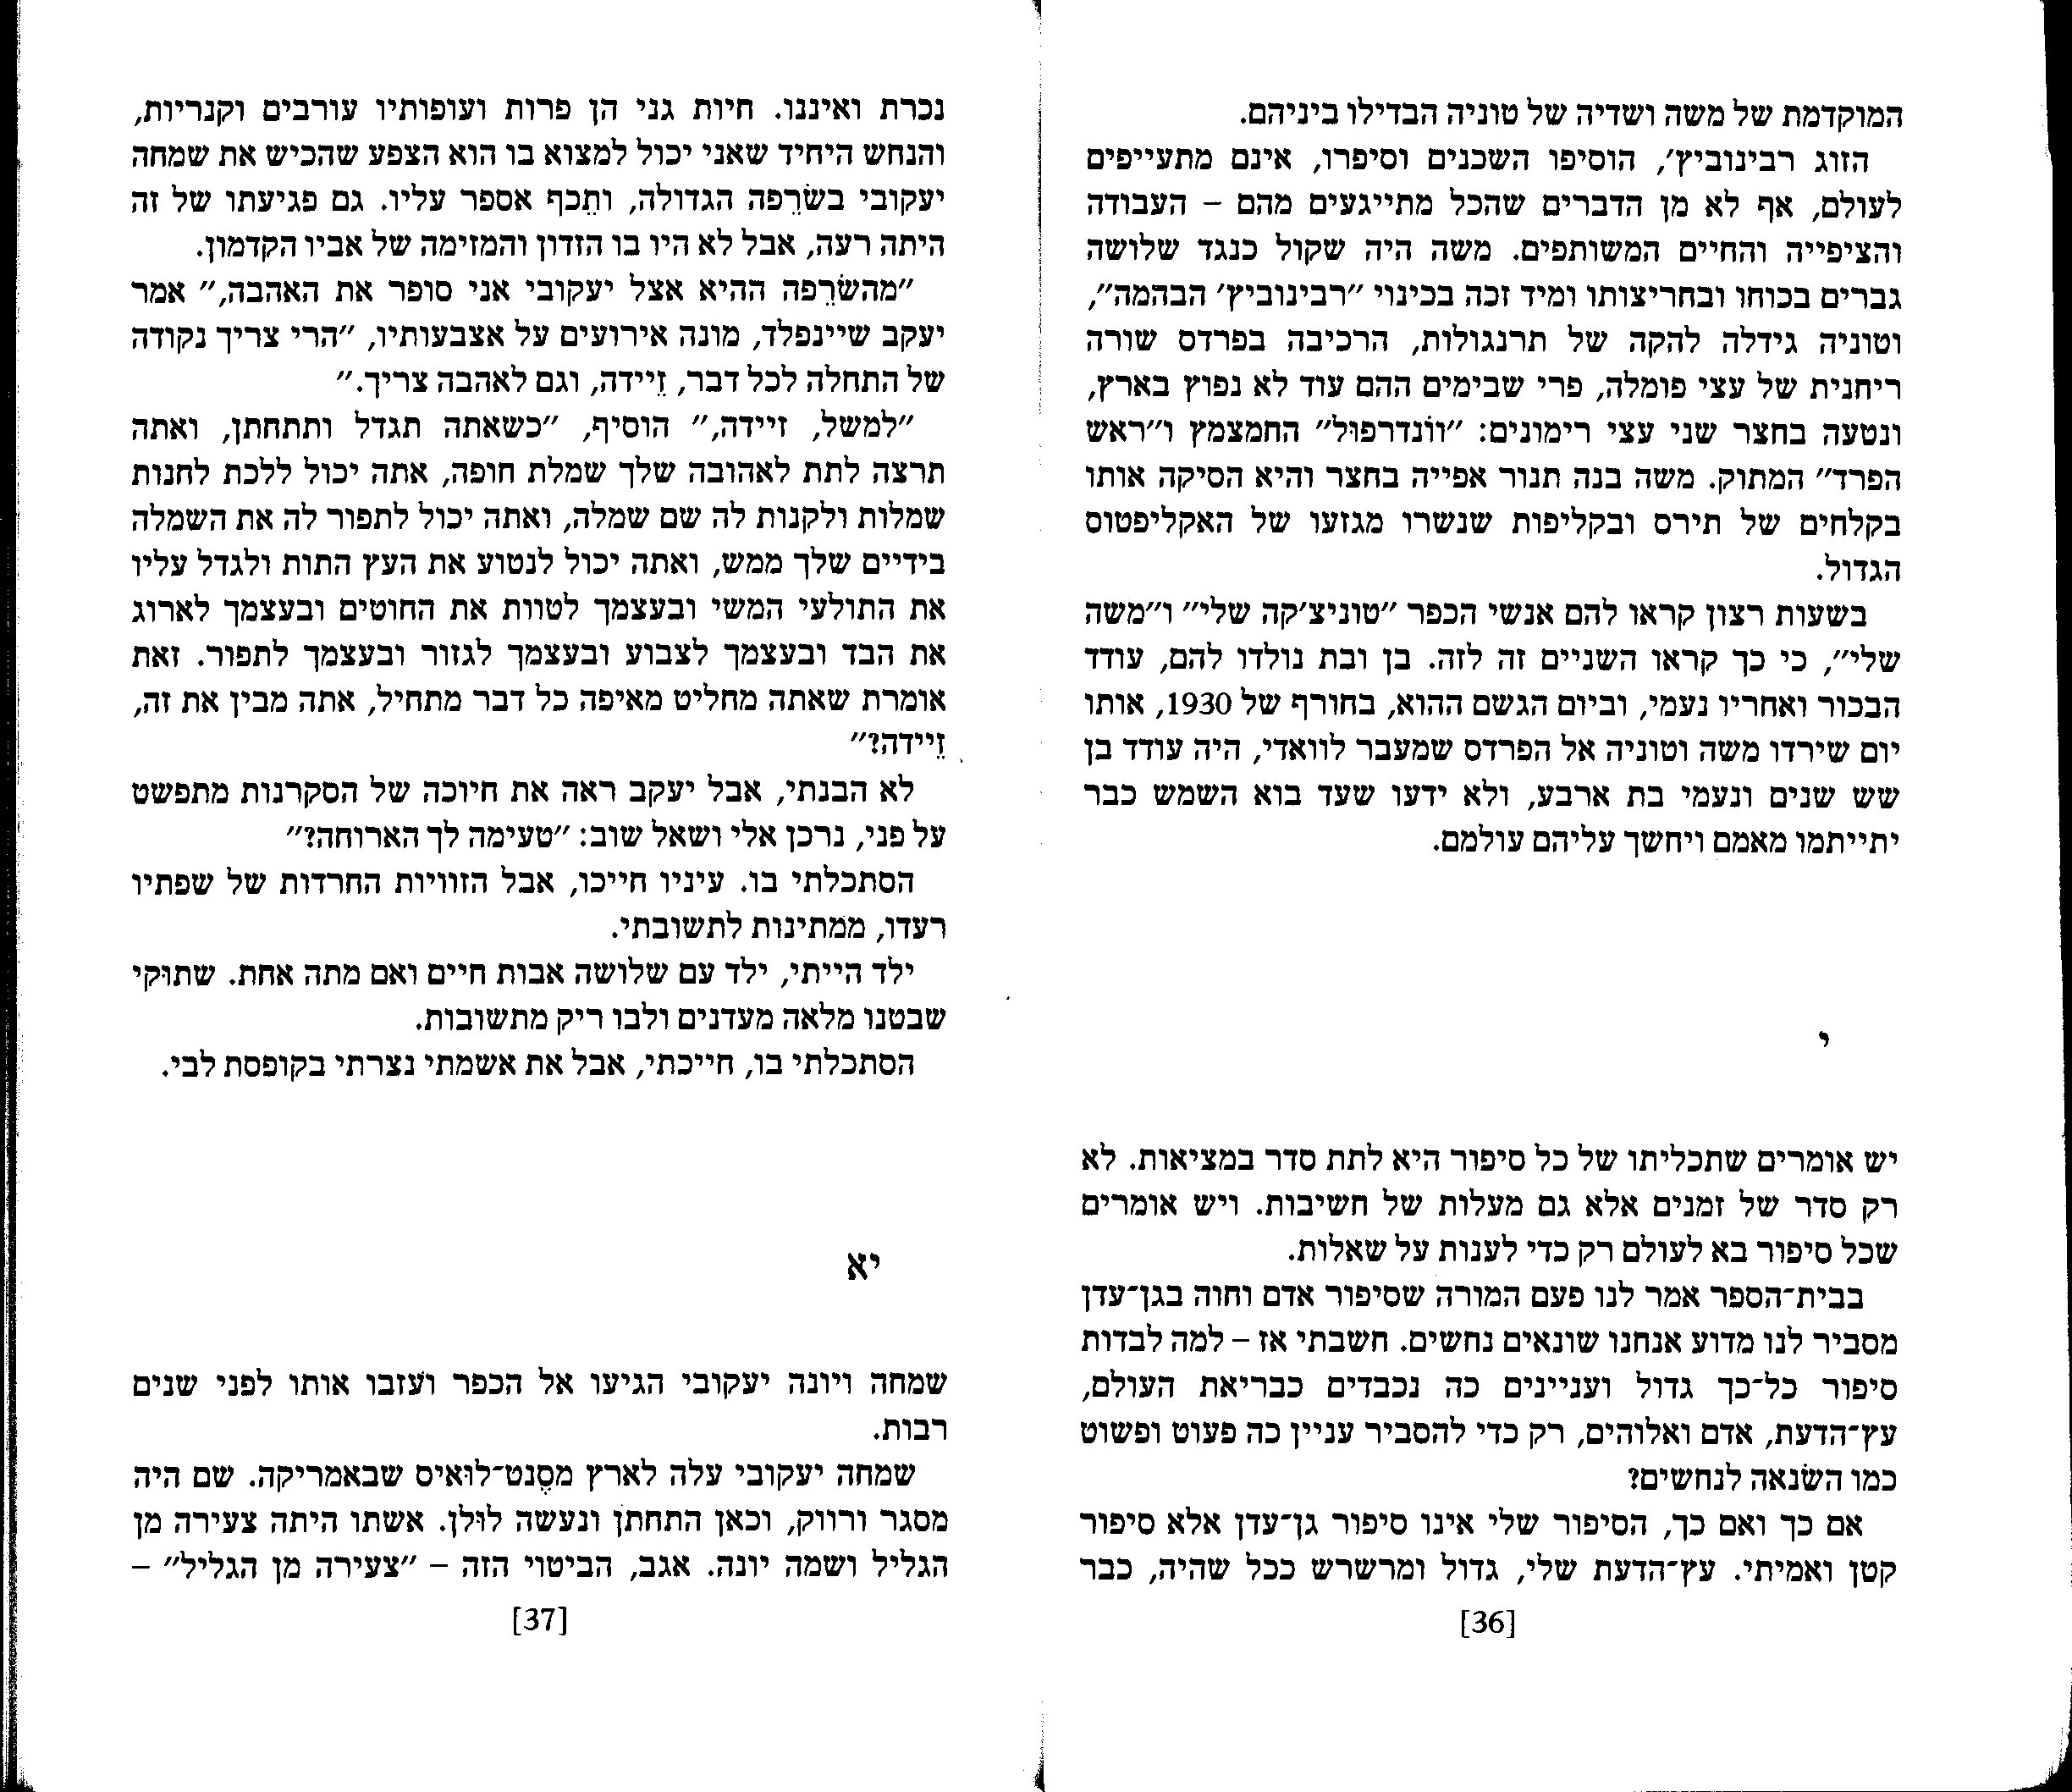 המוקדמת של משה ושדיה של טוניה הבדילו ביניהם.
הזוג רבינוביץ׳, הוסיפו השכנים וסיפרו, אינם מתעייפים
לעולם, אף לא מן הדברים שהכל מתייגעים מהם – העבודה
והציפייה והחיים המשותפים. משה היה שקול כנגד שלושה
גברים בכוחו ובחריצותו ומיד זכה בכינוי ״רבינוביץ׳ הבהמה״,
וטוניה גידלה להקה של תרנגולות, הרכיבה בפרדס שורה
ריחנית של עצי פומלה, פרי שבימים ההם עוד לא נפוץ בארץ,
ונטעה בחצר שני עצי רימונים: ״ווֹנדרפוּל״ החמצמץ ו״ראש
הפרד״ המתוק. משה בנה תנור אפייה בחצר והיא הסיקה אותו
בקלחים של תירס ובקליפות שנשרו מגזעו של האקליפטוס
הגדול.
בשעות רצון קראו להם אנשי הכפר ״טוניצ׳קה שלי״ ו״משה
שלי״, כי כך קראו השניים זה לזה. בן ובת נולדו להם, עודד
הבכור ואחריו נעמי, וביום הגשם ההוא, בחורף של 1930, אותו
יום שירדו משה וטוניה אל הפרדס שמעבר לוואדי, היה עודד בן
שש שנים ונעמי בת ארבע, ולא ידעו שעד בוא השמש כבר
יתייתמו מאמם ויחשך עליהם עולמם.
י
יש אומרים שתכליתו של כל סיפור היא לתת סדר במציאות. לא
רק סדר של זמנים אלא גם מעלות של חשיבות. ויש אומרים
שכל סיפור בא לעולם רק כדי לענות על שאלות.
בבית־הספר אמר לנו פעם המורה שסיפור אדם וחוה בגן־עדן
מסביר לנו מדוע אנחנו שונאים נחשים. חשבתי אז – למה לבדות
סיפור כל־כך גדול ועניינים כה נכבדים כבריאת העולם,
עץ־הדעת, אדם ואלוהים, רק כדי להסביר עניין כה פעוט ופשוט
כמו השׂנאה לנחשים?
אם כך ואם כך, הסיפור שלי אינו סיפור גן־עדן אלא סיפור
קטן ואמיתי. עץ־הדעת שלי, גדול ומרשרש ככל שהיה, כבר
[36]
נכרת ואיננו. חיות גני הן פרות ועופותיו עורבים וקנריות,
והנחש היחיד שאני יכול למצוא בו הוא הצפע שהכיש את שמחה
יעקובי בשׂרֵפה הגדולה, ותֵכף אספר עליו. גם פגיעתו של זה
היתה רעה, אבל לא היו בו הזדון והמזימה של אביו הקדמון.
״מהשׂרֵפה ההיא אצל יעקובי אני סופר את האהבה,״ אמר
יעקב שיינפלד, מונה אירועים על אצבעותיו, ״הרי צריך נקודה
של התחלה לכל דבר, זֵיידה, וגם לאהבה צריך.״
״למשל, זיידה,״ הוסיף, ״כשאתה תגדל ותתחתן, ואתה
תרצה לתת לאהובה שלך שמלת חופה, אתה יכול ללכת לחנות
שמלות ולקנות לה שם שמלה, ואתה יכול לתפור לה את השמלה
בידיים שלך ממש, ואתה יכול לנטוע את העץ התות ולגדל עליו
את התולעי המשי ובעצמך לטוות את החוטים ובעצמך לארוג
את הבד ובעצמך לצבוע ובעצמך לגזור ובעצמך לתפור. זאת
אומרת שאתה מחליט מאיפה כל דבר מתחיל, אתה מבין את זה,
זֵיידה?״
לא הבנתי, אבל יעקב ראה את חיוכה של הסקרנות מתפשט
על פני, נרכן אלי ושאל שוב: ״טעימה לך הארוחה?״
הסתכלתי בו. עיניו חייכו, אבל הזוויות החרדות של שפתיו
רעדו, ממתינות לתשובתי.
ילד הייתי, ילד עם שלושה אבות חיים ואם מתה אחת. שתוּקי
שבטנו מלאה מעדנים ולבו ריק מתשובות.
הסתכלתי בו, חייכתי, אבל את אשמתי נצרתי בקופסת לבי.
יא
שמחה ויונה יעקובי הגיעו אל הכפר ועזבו אותו לפני שנים
רבות.
שמחה יעקובי עלה לארץ מסֶנט־לוּאיס שבאמריקה. שם היה
מסגר ורווק, וכאן התחתן ונעשה לוּלן. אשתו היתה צעירה מן
הגליל ושמה יונה. אגב, הביטוי הזה – ״צעירה מן הגליל״ –
[37]